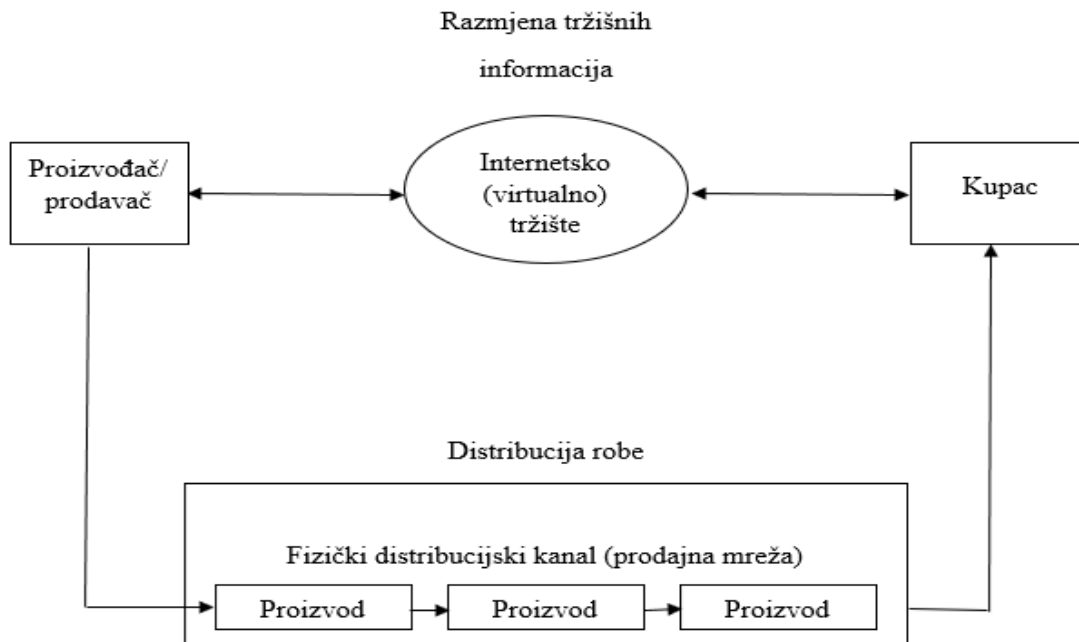 Razmjena tržišnih
informacija
Proizvođač/
prodavač
Internetsko
(virtualno)
tržište
Kupac
Distribucija robe
Fizički distribucijski kanal (prodajna mreža)
Proizvod
Proizvod
Proizvod